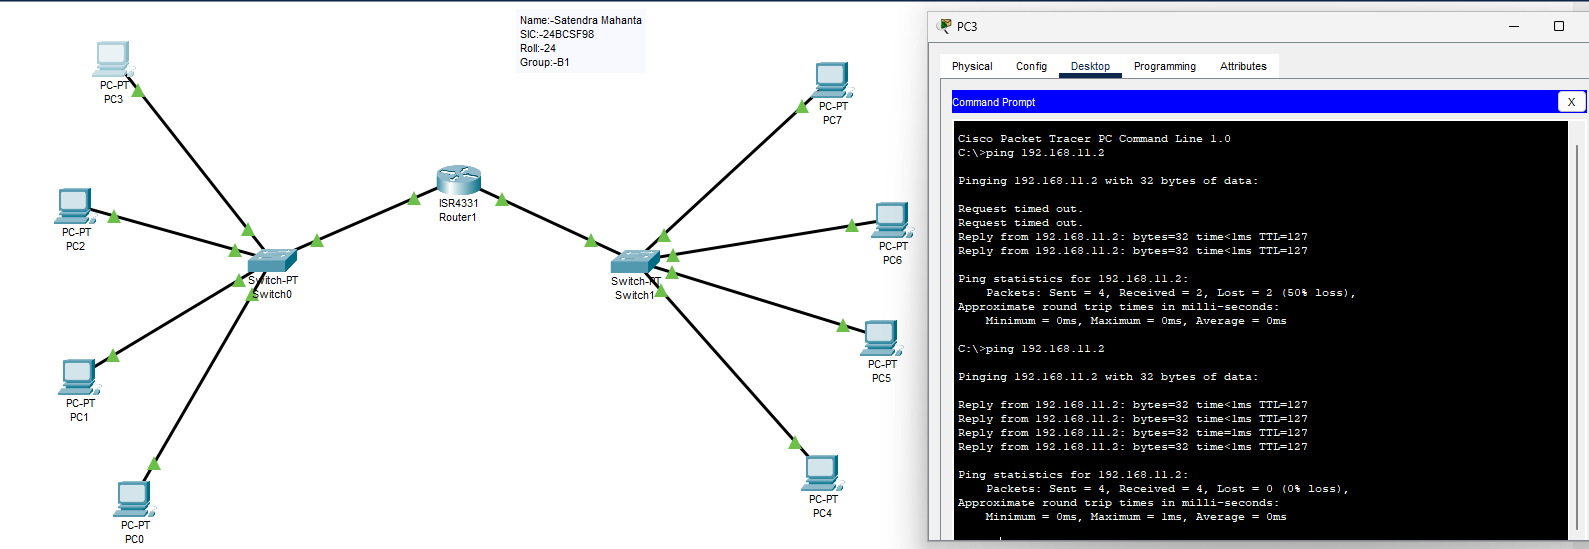 Name:-Satendra Mahanta
SIC:-24BCSF98
Roll:-24
Group:-B1
PC-PT
PC3
PC-PT
PC2
PC-PT
PC1
PC-PT
PC0
Switch-PT
Switch0
ISR4331
Router1
Switch-PT
Switch1
PC-PT
PC7
PC-PT
PC6
PC-PT
PC5
PC-PT
PC4
PC3
Physical Config Desktop Programming Attributes
Command Prompt
X
Cisco Packet Tracer PC Command Line 1.0
C:\>ping 192.168.11.2
Pinging 192.168.11.2 with 32 bytes of data:
Request timed out.
Request timed out.
Reply from 192.168.11.2: bytes=32 time<1ms TTL=127
Reply from 192.168.11.2: bytes=32 time<1ms TTL=127
Ping statistics for 192.168.11.2:
Packets: Sent = 4, Received = 2, Lost = 2 (50% loss),
Approximate round trip times in milli-seconds:
Minimum = 0ms, Maximum = 0ms, Average = 0ms
C:\>ping 192.168.11.2
Pinging 192.168.11.2 with 32 bytes of data:
Reply from 192.168.11.2: bytes=32 time<1ms TTL=127
Reply from 192.168.11.2: bytes=32 time<1ms TTL=127
Reply from 192.168.11.2: bytes=32 time=1ms TTL=127
Reply from 192.168.11.2: bytes=32 time<1ms TTL=127
Ping statistics for 192.168.11.2:
Packets: Sent = 4, Received = 4, Lost = 0 (0% loss),
Approximate round trip times in milli-seconds:
Minimum = 0ms, Maximum = 1ms, Average = 0ms